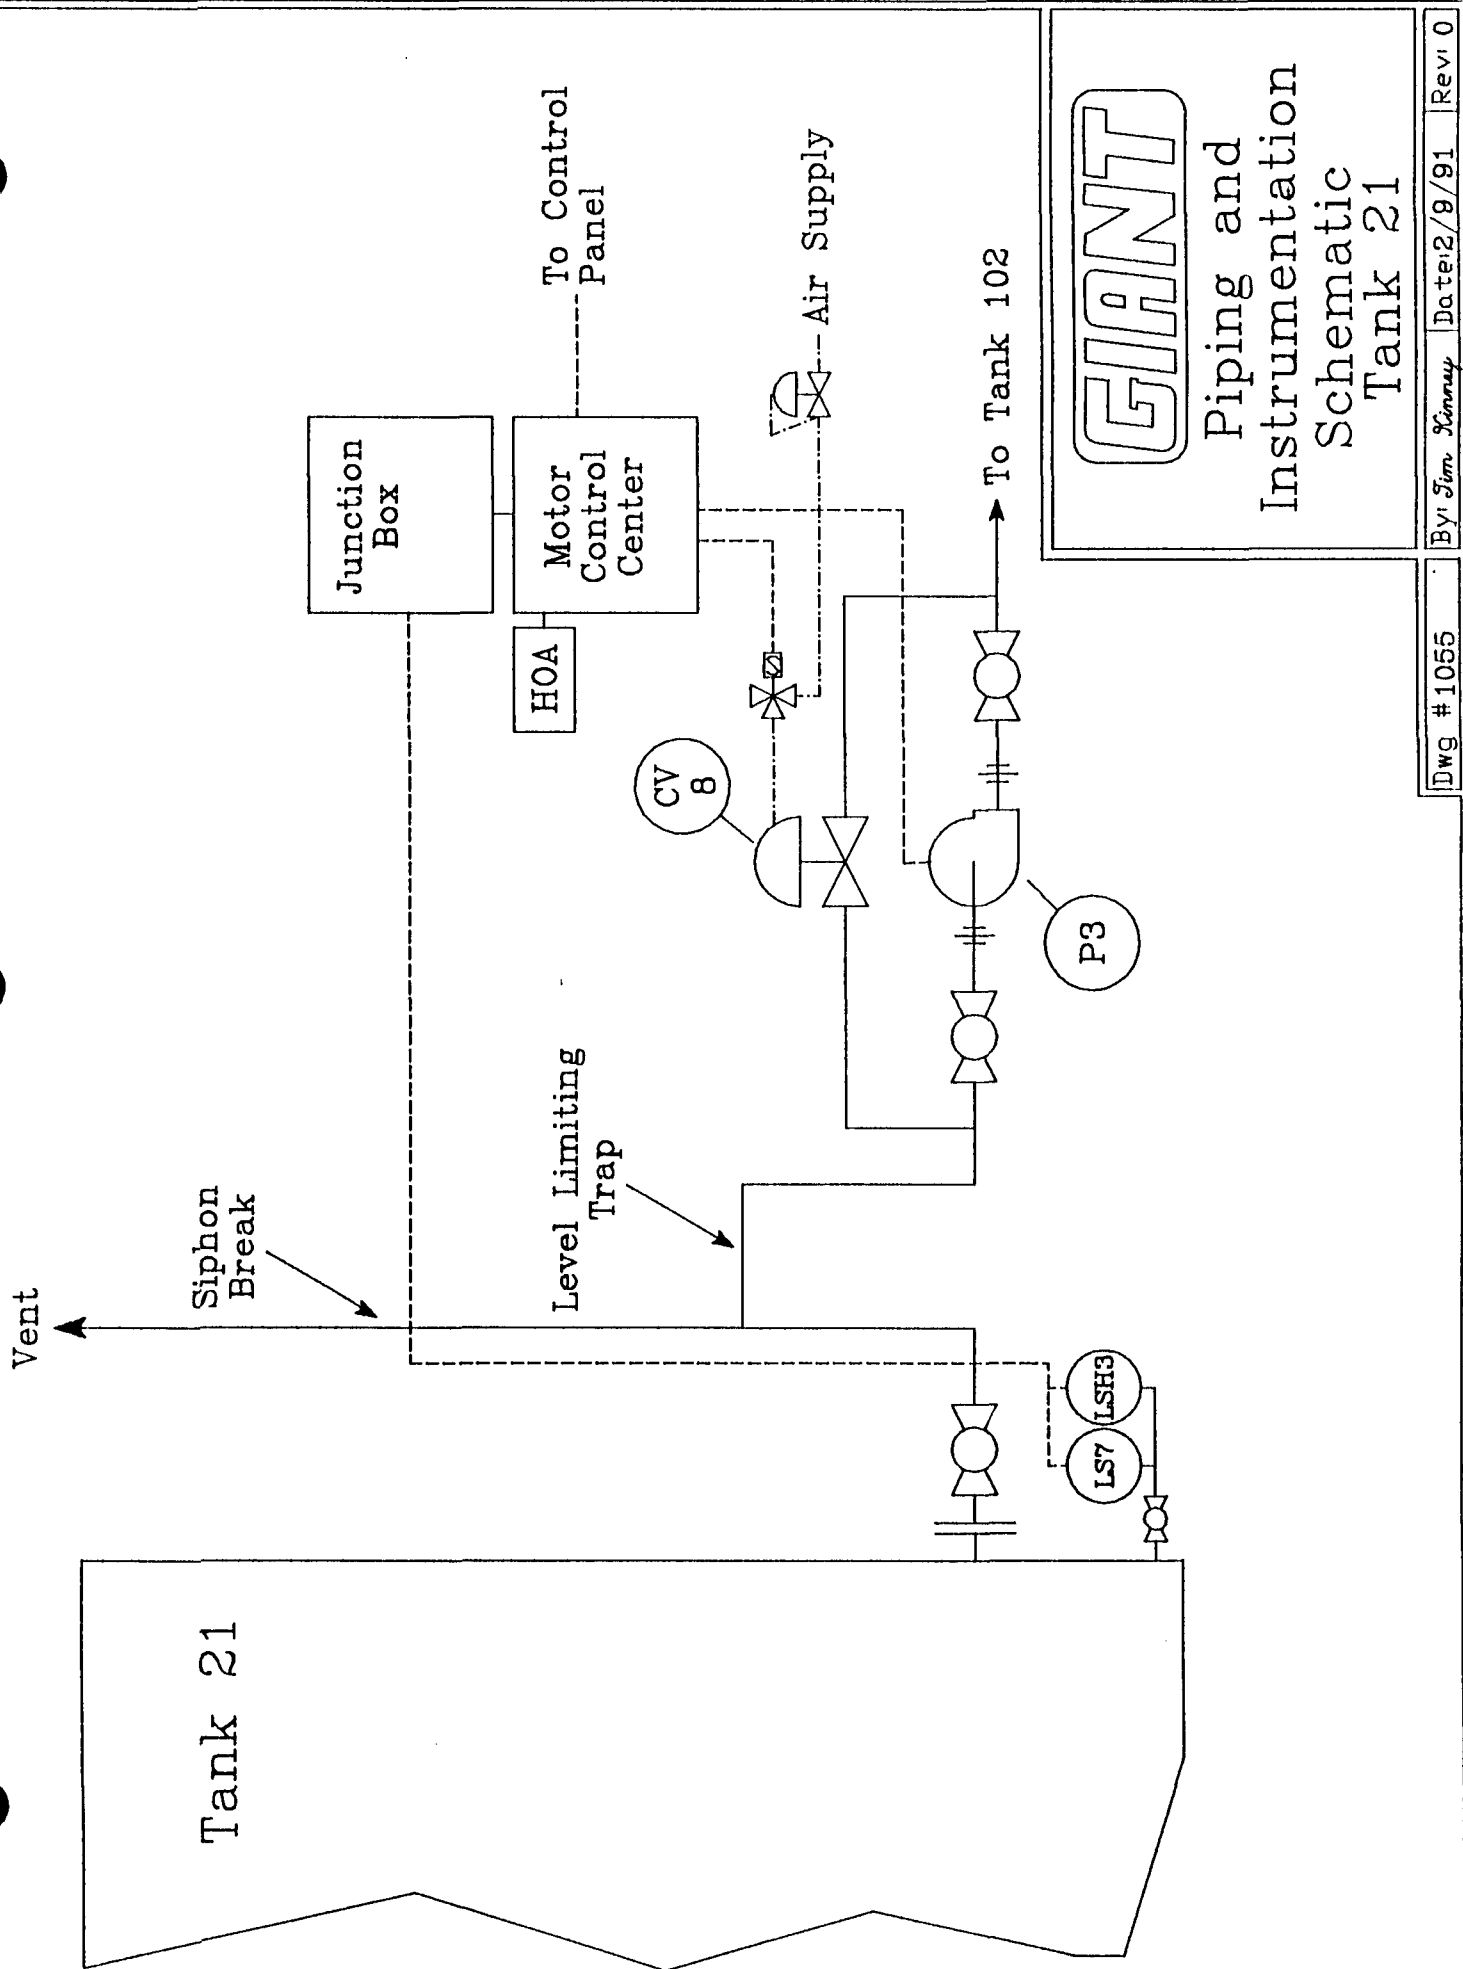 Vent
Siphon
Break
Tank 21
Level Limiting
Trap
Junction
Box
HOA
Motor
Control
Center
To Control
Panel
CV
8
Air Supply
To Tank 102
P3
LS7
LSH3
GIANT
Piping and
Instrumentation
Schematic
Tank 21
Dwg #1055
By: Tim Kinney
Date:2/9/91
Rev: 0